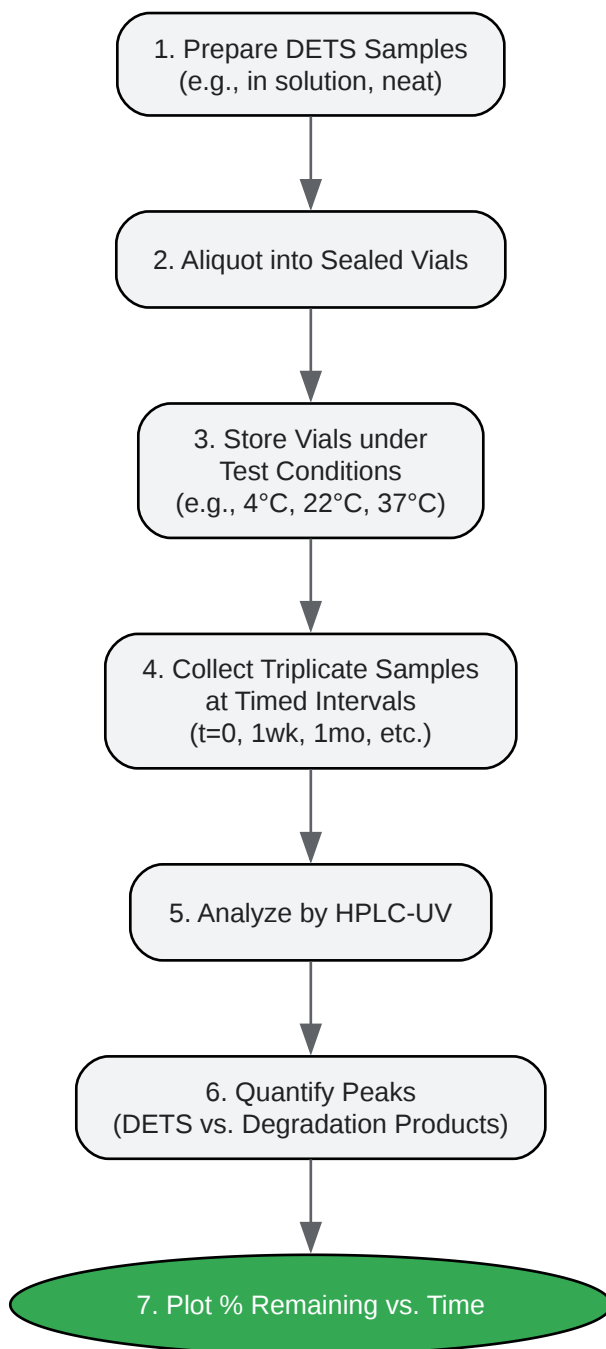 1. Prepare DETS Samples
(e.g., in solution, neat)
2. Aliquot into Sealed Vials
3. Store Vials under
Test Conditions
(e.g., 4°C, 22°C, 37°C)
4. Collect Triplicate Samples
at Timed Intervals
(t=0, 1wk, 1mo, etc.)
5. Analyze by HPLC-UV
6. Quantify Peaks
(DETS vs. Degradation Products)
7. Plot % Remaining vs. Time